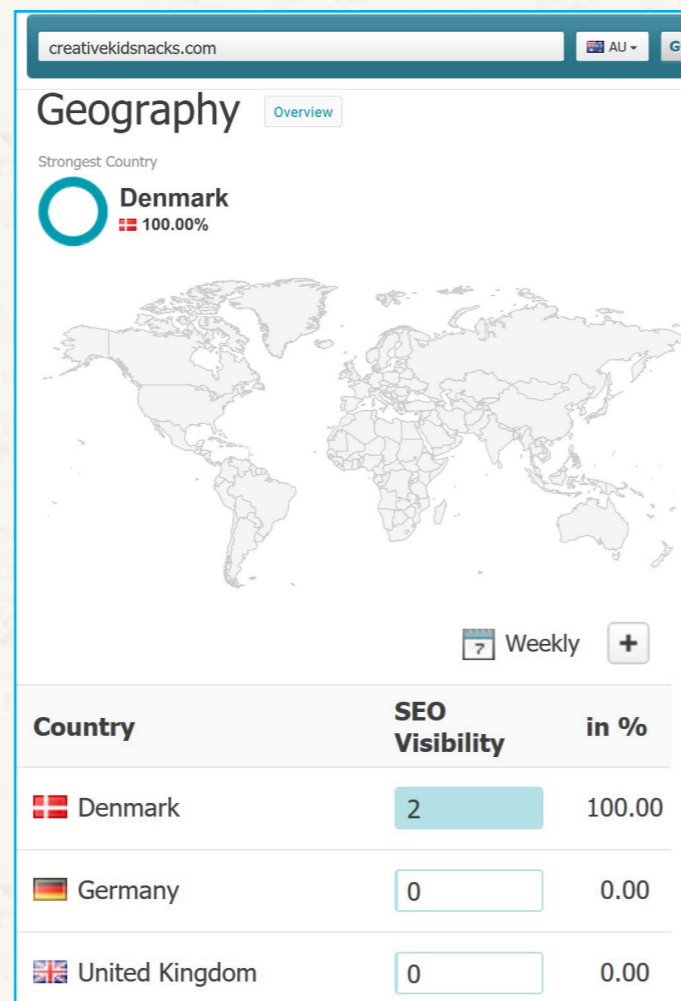 creativekidsnacks.com AU
Geography Overview
Strongest Country
Denmark
100.00%
7 Weekly +
Country SEO Visibility in %
Denmark 2 100.00
Germany 0 0.00
United Kingdom 0 0.00